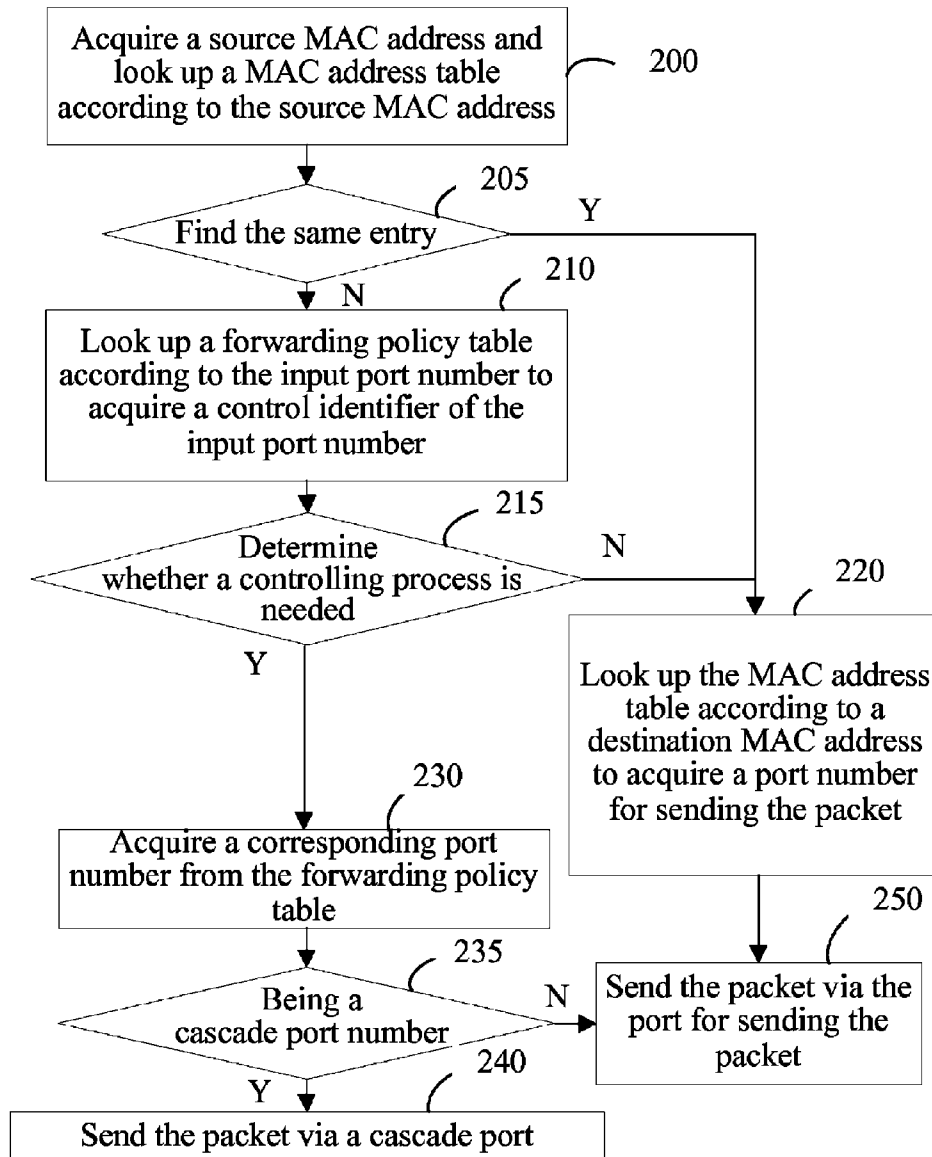 Acquire a source MAC address and
look up a MAC address table
according to the source MAC address
200
205
Find the same entry
Y
N
210
Look up a forwarding policy table
according to the input port number to
acquire a control identifier of the
input port number
215
Determine
whether a controlling process is
needed
N
Y
220
Look up the MAC address
table according to a
destination MAC address
to acquire a port number
for sending the packet
230
Acquire a corresponding port
number from the forwarding policy
table
235
Being a
cascade port number
N
Y
250
Send the packet via the
port for sending the
packet
240
Send the packet via a cascade port